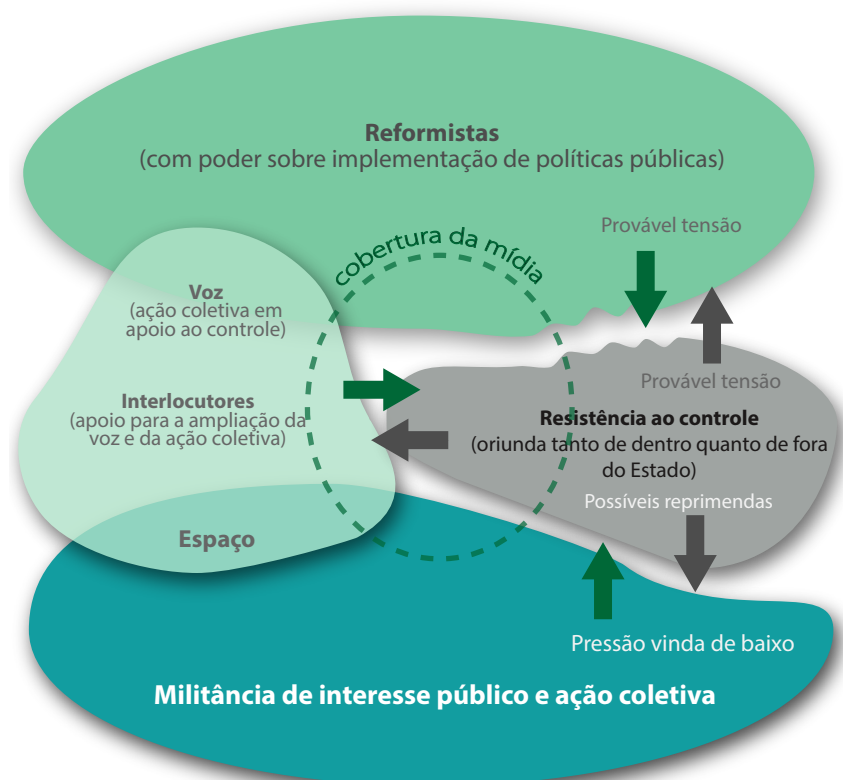 Reformistas
(com poder sobre implementação de políticas públicas)
cobertura da mídia
Provável tensão
Voz
(ação coletiva em
apoio ao controle)
Interlocutores
(apoio para a ampliação da
voz e da ação coletiva)
Provável tensão
Resistência ao controle
(oriunda tanto de dentro quanto de fora
do Estado)
Possíveis reprimendas
Espaço
Pressão vinda de baixo
Militância de interesse público e ação coletiva